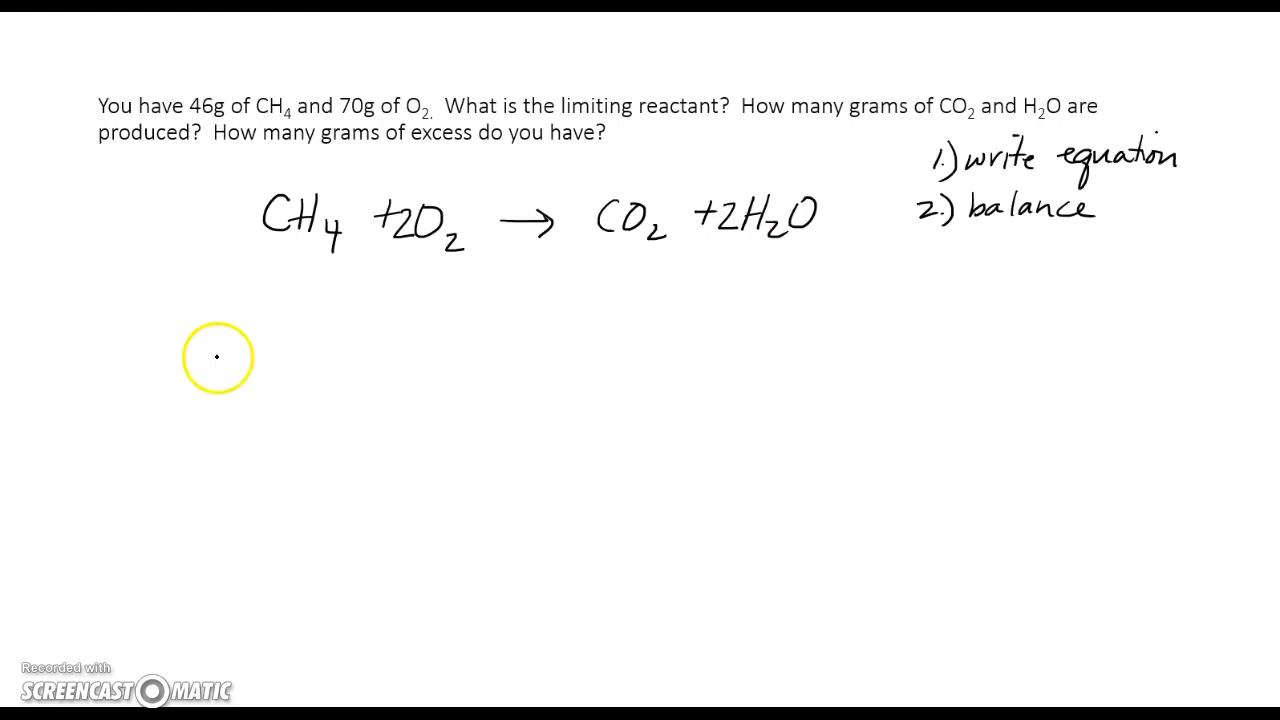 You have 46g of CH₄ and 70g of O₂. What is the limiting reactant? How many grams of CO₂ and H₂O are
produced? How many grams of excess do you have?
1.) write equation
CH₄ +2O₂ → CO₂ +2H₂O
2.) balance
Recorded with
SCREENCAST O MATIC